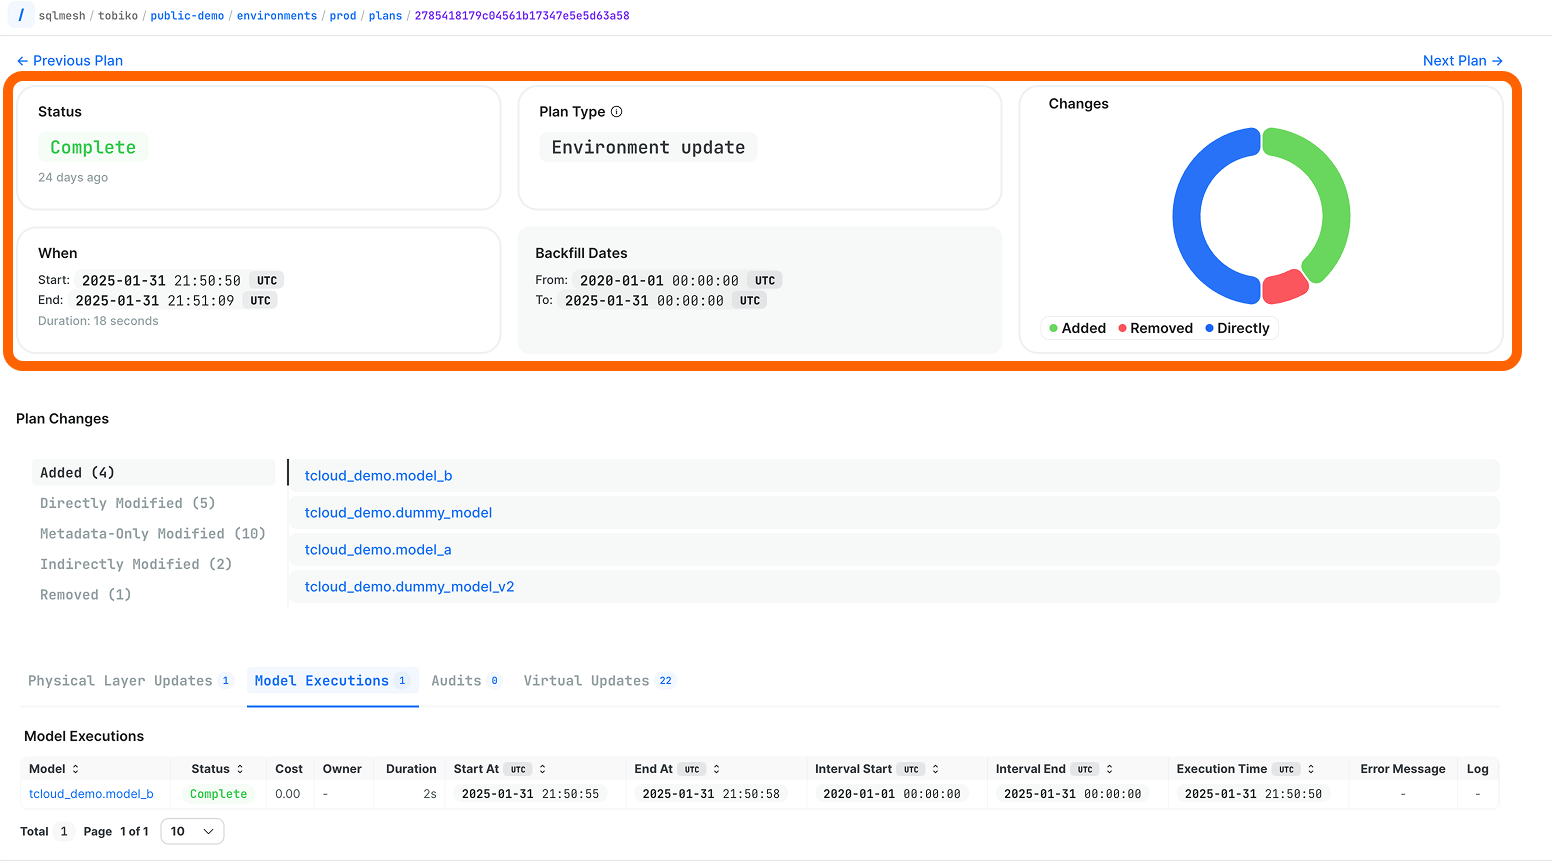 / sqlmesh / tobiko / public-demo / environments / prod / plans / 2785418179c04561b17347e5e5d63a58
← Previous Plan
Next Plan →
Status
Complete
24 days ago
Plan Type
Environment update
Changes
Added Removed Directly
When
Start: 2025-01-31 21:50:50 UTC
End: 2025-01-31 21:51:09 UTC
Duration: 18 seconds
Backfill Dates
From: 2020-01-01 00:00:00 UTC
To: 2025-01-31 00:00:00 UTC
Plan Changes
Added (4)
Directly Modified (5)
Metadata-Only Modified (10)
Indirectly Modified (2)
Removed (1)
tcloud_demo.model_b
tcloud_demo.dummy_model
tcloud_demo.model_a
tcloud_demo.dummy_model_v2
Physical Layer Updates 1 Model Executions 1 Audits 0 Virtual Updates 22
Model Executions
Model Status Cost Owner Duration Start At UTC End At UTC Interval Start UTC Interval End UTC Execution Time UTC Error Message Log
tcloud_demo.model_b Complete 0.00 - 2s 2025-01-31 21:50:55 2025-01-31 21:50:58 2020-01-01 00:00:00 2025-01-31 00:00:00 2025-01-31 21:50:50 - -
Total 1 Page 1 of 1 10